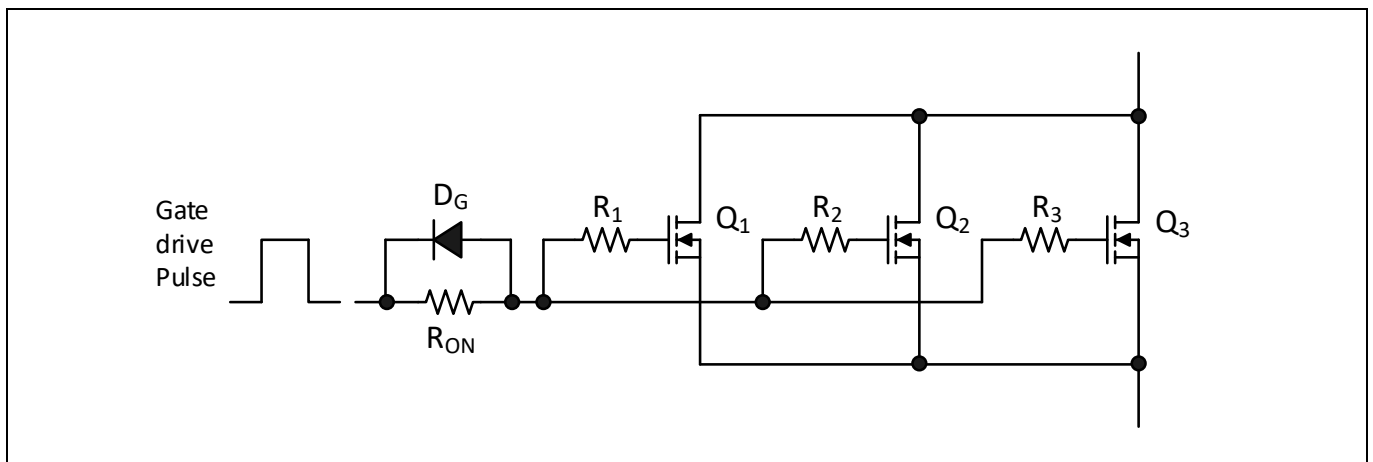 Gate
drive
Pulse
DG
RON
R1
Q1
R2
Q2
R3
Q3